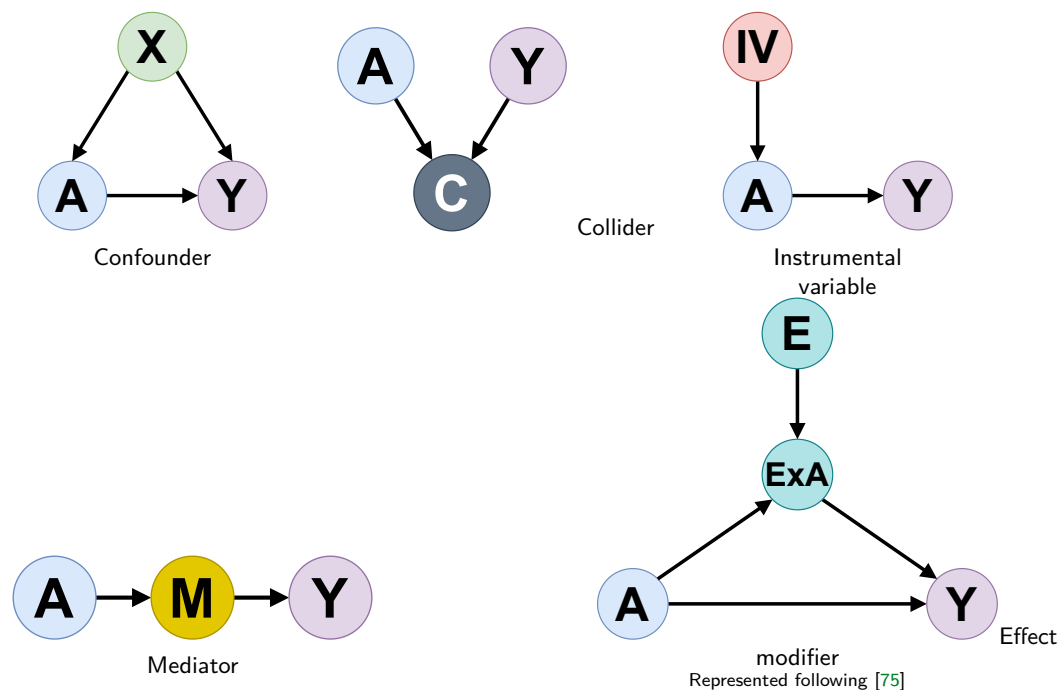 X
A
Y
Confounder
A
Y
C
Collider
IV
A
Y
Instrumental
variable
A
M
Y
Mediator
E
ExA
A
Y
Effect
modifier
Represented following [75]